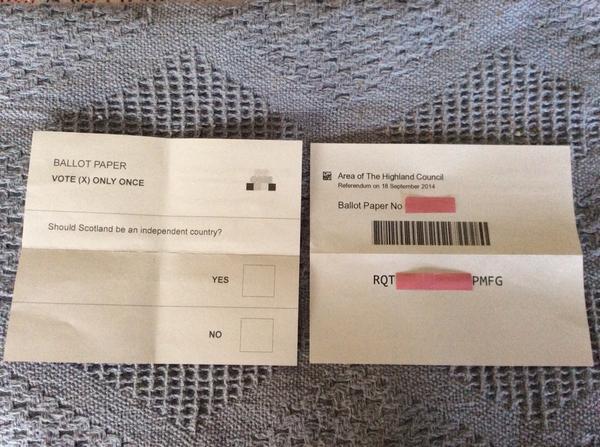 BALLOT PAPER
VOTE (X) ONLY ONCE
Should Scotland be an independent country?
YES
NO
Area of The Highland Council
Referendum on 18 September 2014
Ballot Paper No
RQT PMFG